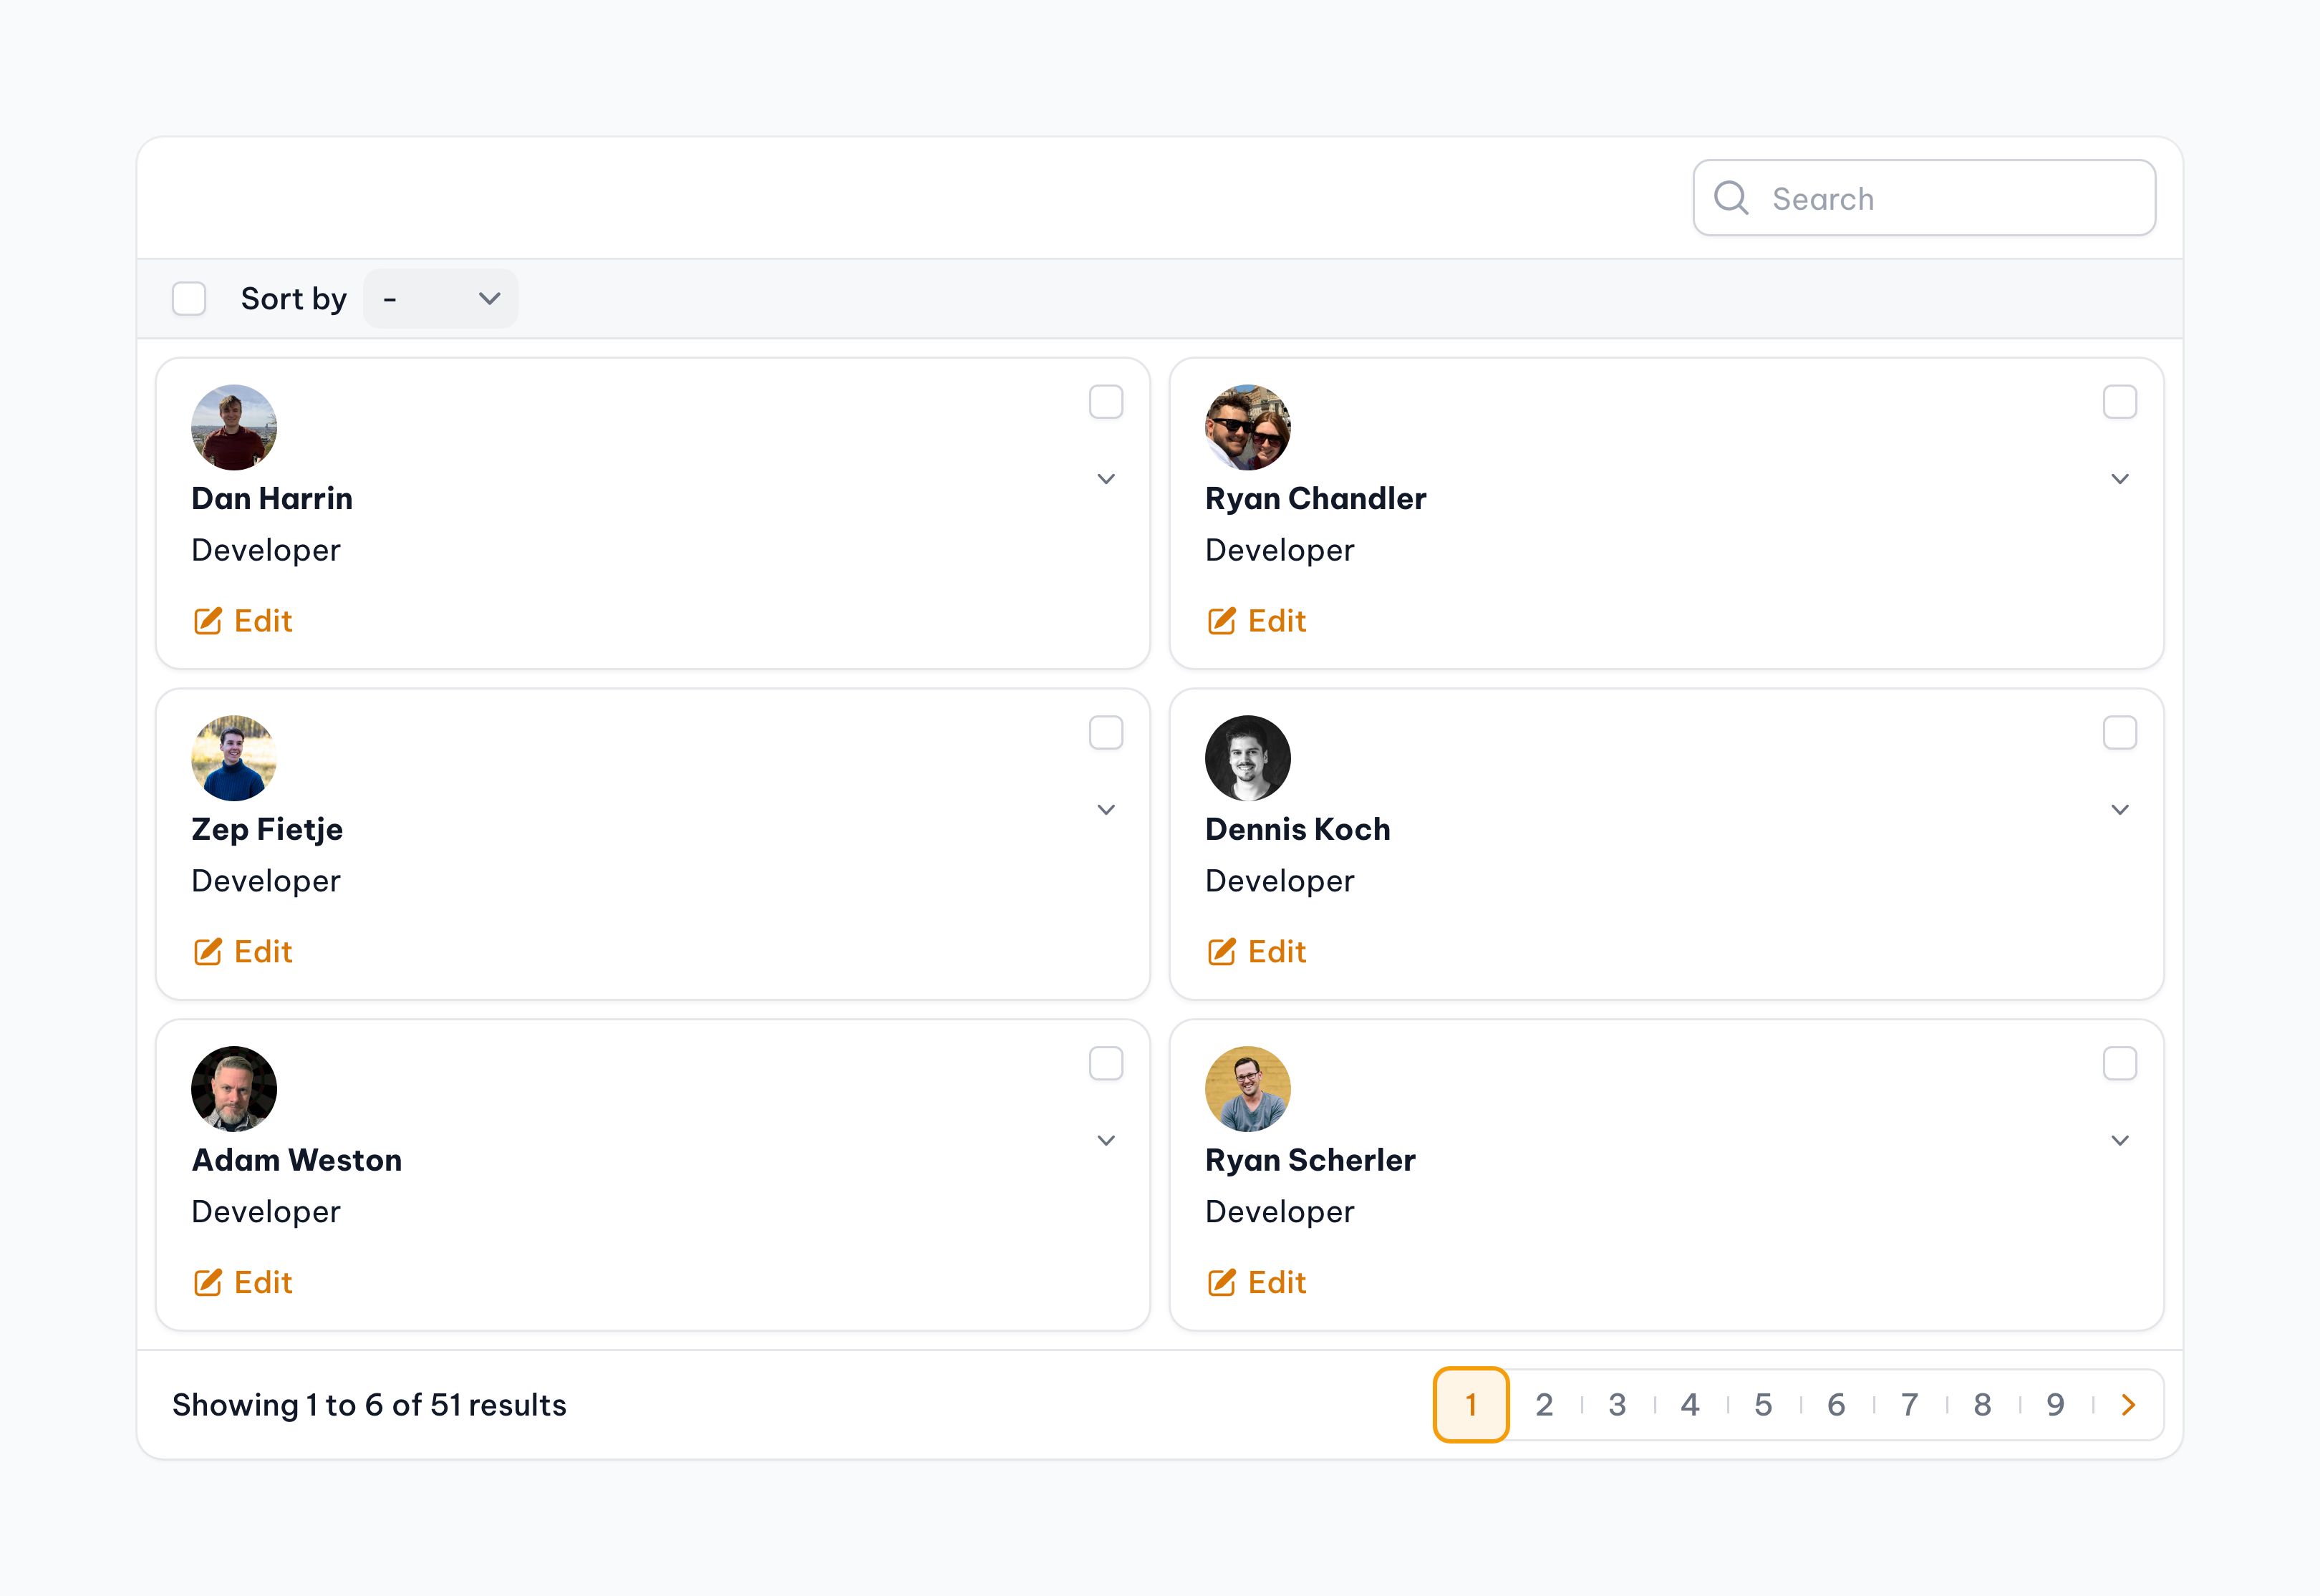 Search
Sort by -
Dan Harrin
Developer
Edit
Ryan Chandler
Developer
Edit
Zep Fietje
Developer
Edit
Dennis Koch
Developer
Edit
Adam Weston
Developer
Edit
Ryan Scherler
Developer
Edit
Showing 1 to 6 of 51 results
1 2 3 4 5 6 7 8 9